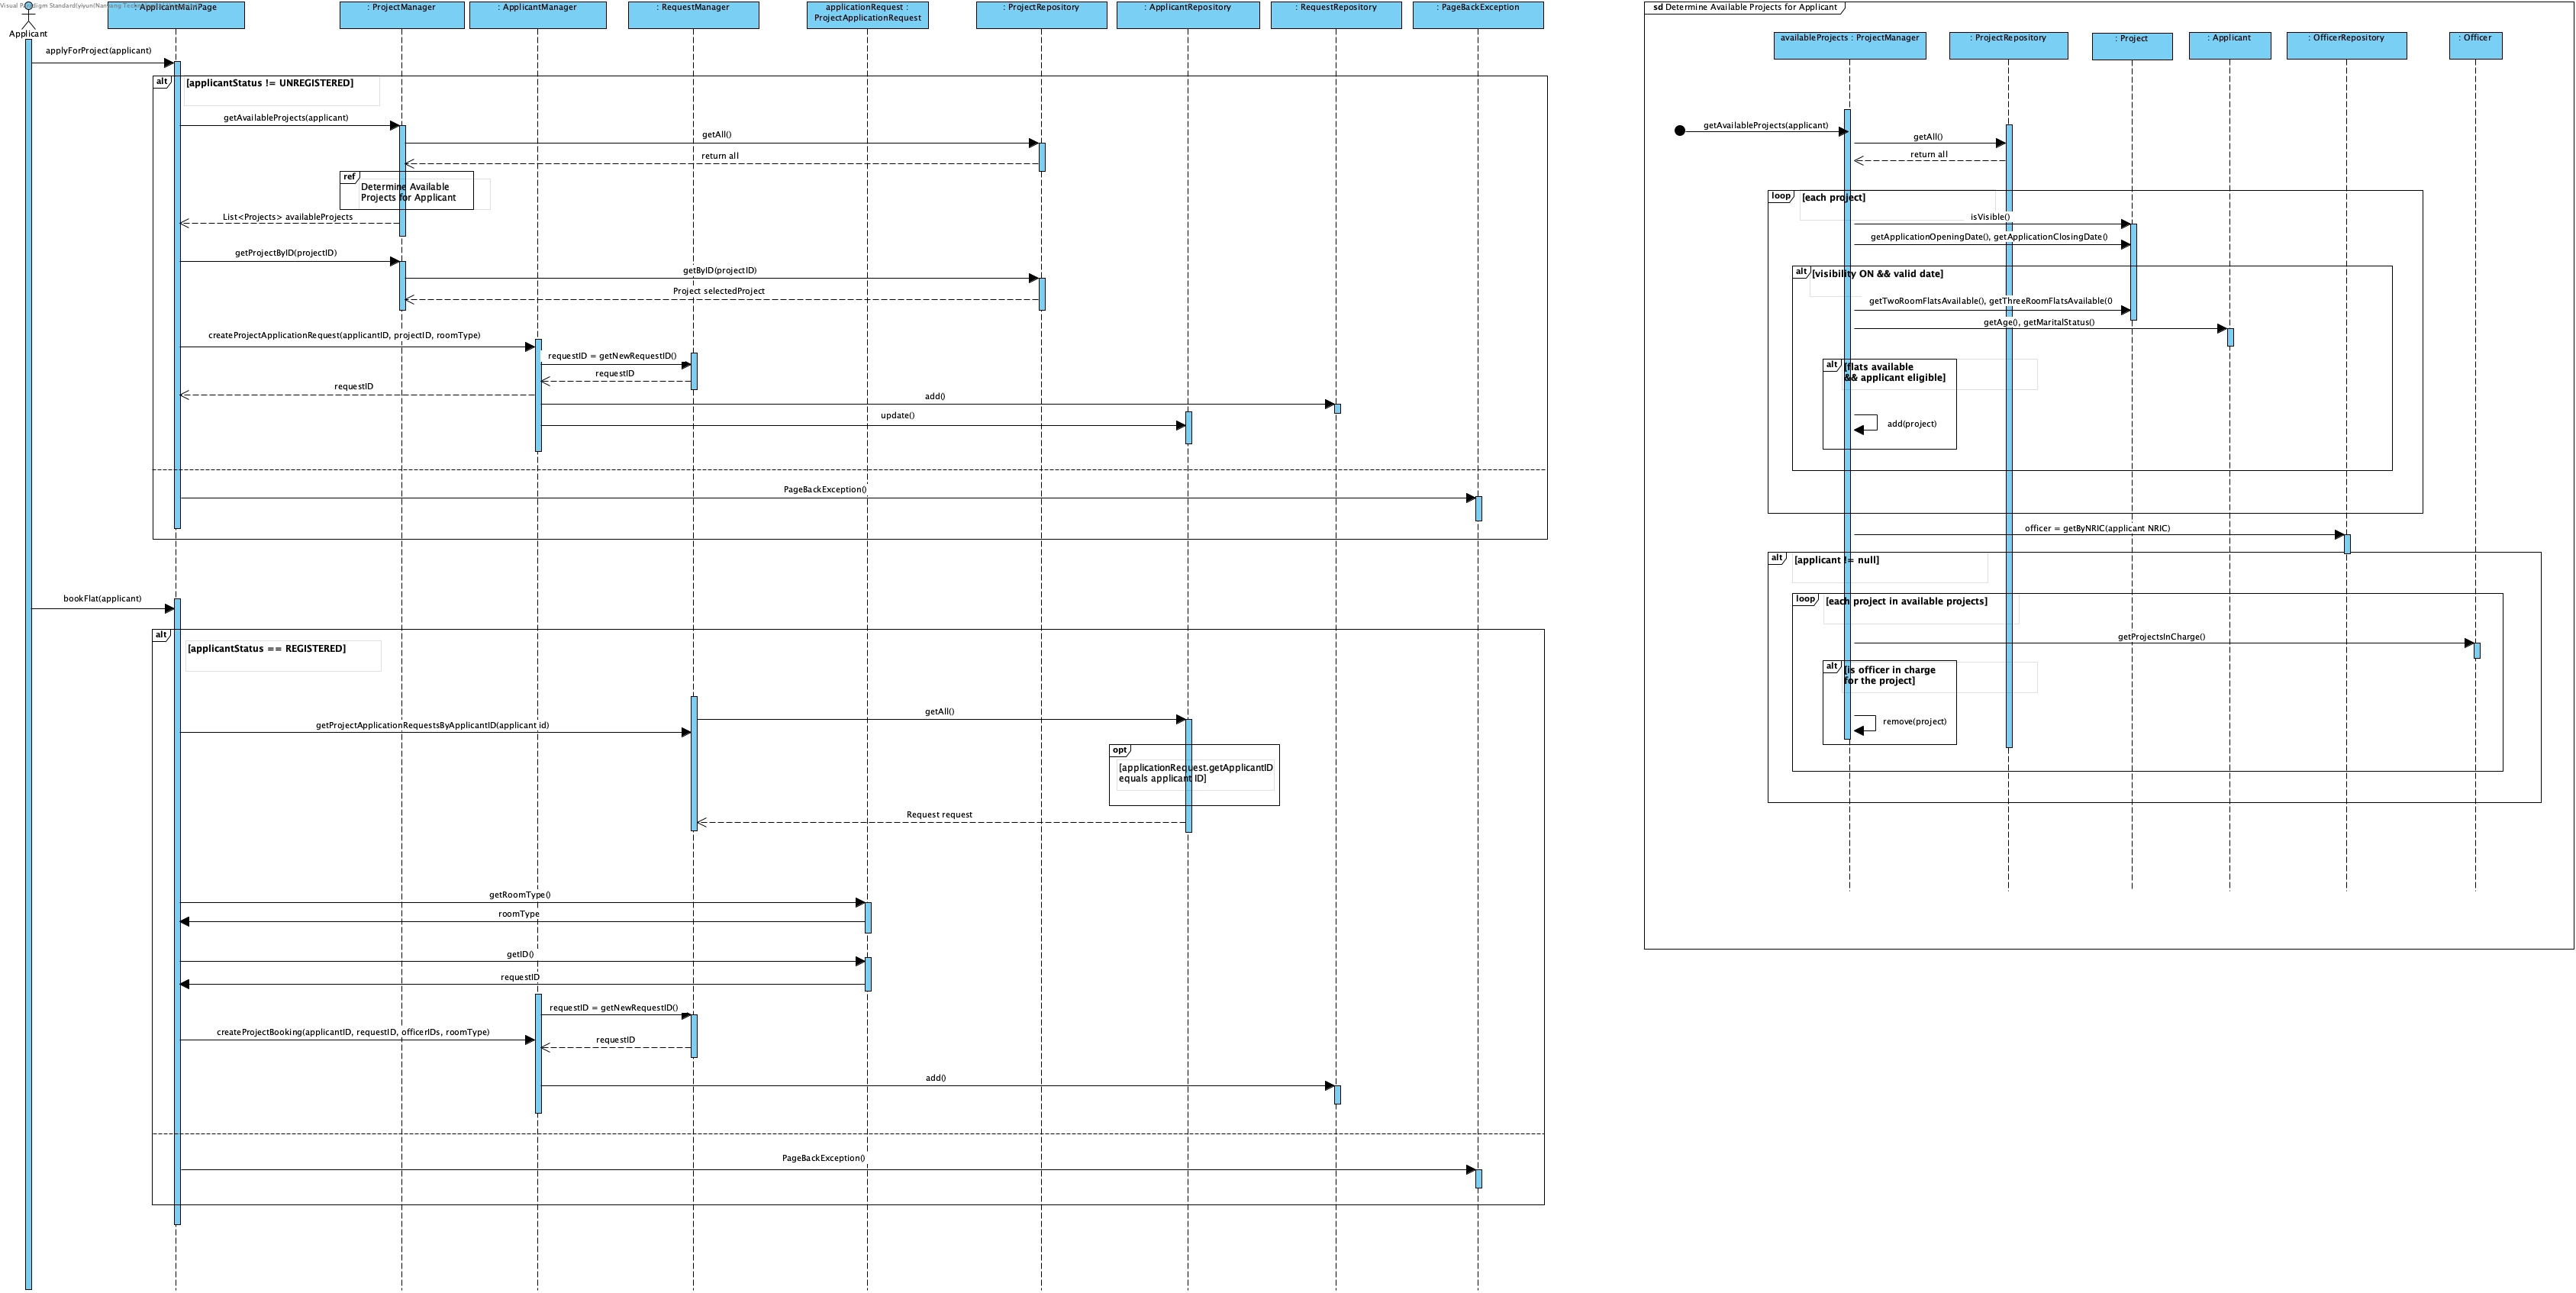 Visual Paradigm Standard(yiyun(Nanyang
Applicant
: ProjectManager
: ApplicantManager
: RequestManager
applicationRequest :
ProjectApplicationRequest
: ProjectRepository
: ApplicantRepository
: RequestRepository
: PageBackException
applyForProject(applicant)
alt
[applicantStatus != UNREGISTERED]
getAvailableProjects(applicant)
getAll()
return all
ref
Determine Available
Projects for Applicant
List<Projects> availableProjects
getProjectByID(projectID)
getByID(projectID)
Project selectedProject
createProjectApplicationRequest(applicantID, projectID, roomType)
requestID = getNewRequestID()
requestID
requestID
add()
update()
PageBackException()
bookFlat(applicant)
alt
[applicantStatus == REGISTERED]
getAll()
getProjectApplicationRequestsByApplicantID(applicant id)
opt
[applicationRequest.getApplicantID
equals applicant ID]
Request request
getRoomType()
roomType
getID()
requestID
requestID = getNewRequestID()
createProjectBooking(applicantID, requestID, officerIDs, roomType)
requestID
add()
PageBackException()
sd Determine Available Projects for Applicant
availableProjects : ProjectManager
: ProjectRepository
: Project
: Applicant
: OfficerRepository
: Officer
getAvailableProjects(applicant)
getAll()
return all
loop
[each project]
isVisible()
getApplicationOpeningDate(), getApplicationClosingDate()
alt
[visibility ON && valid date]
getTwoRoomFlatsAvailable(), getThreeRoomFlatsAvailable(0
getAge(), getMaritalStatus()
alt
[flats available
&& applicant eligible]
add(project)
officer = getByNRIC(applicant NRIC)
alt
[applicant != null]
loop
[each project in available projects]
getProjectsInCharge()
alt
[is officer in charge
for the project]
remove(project)